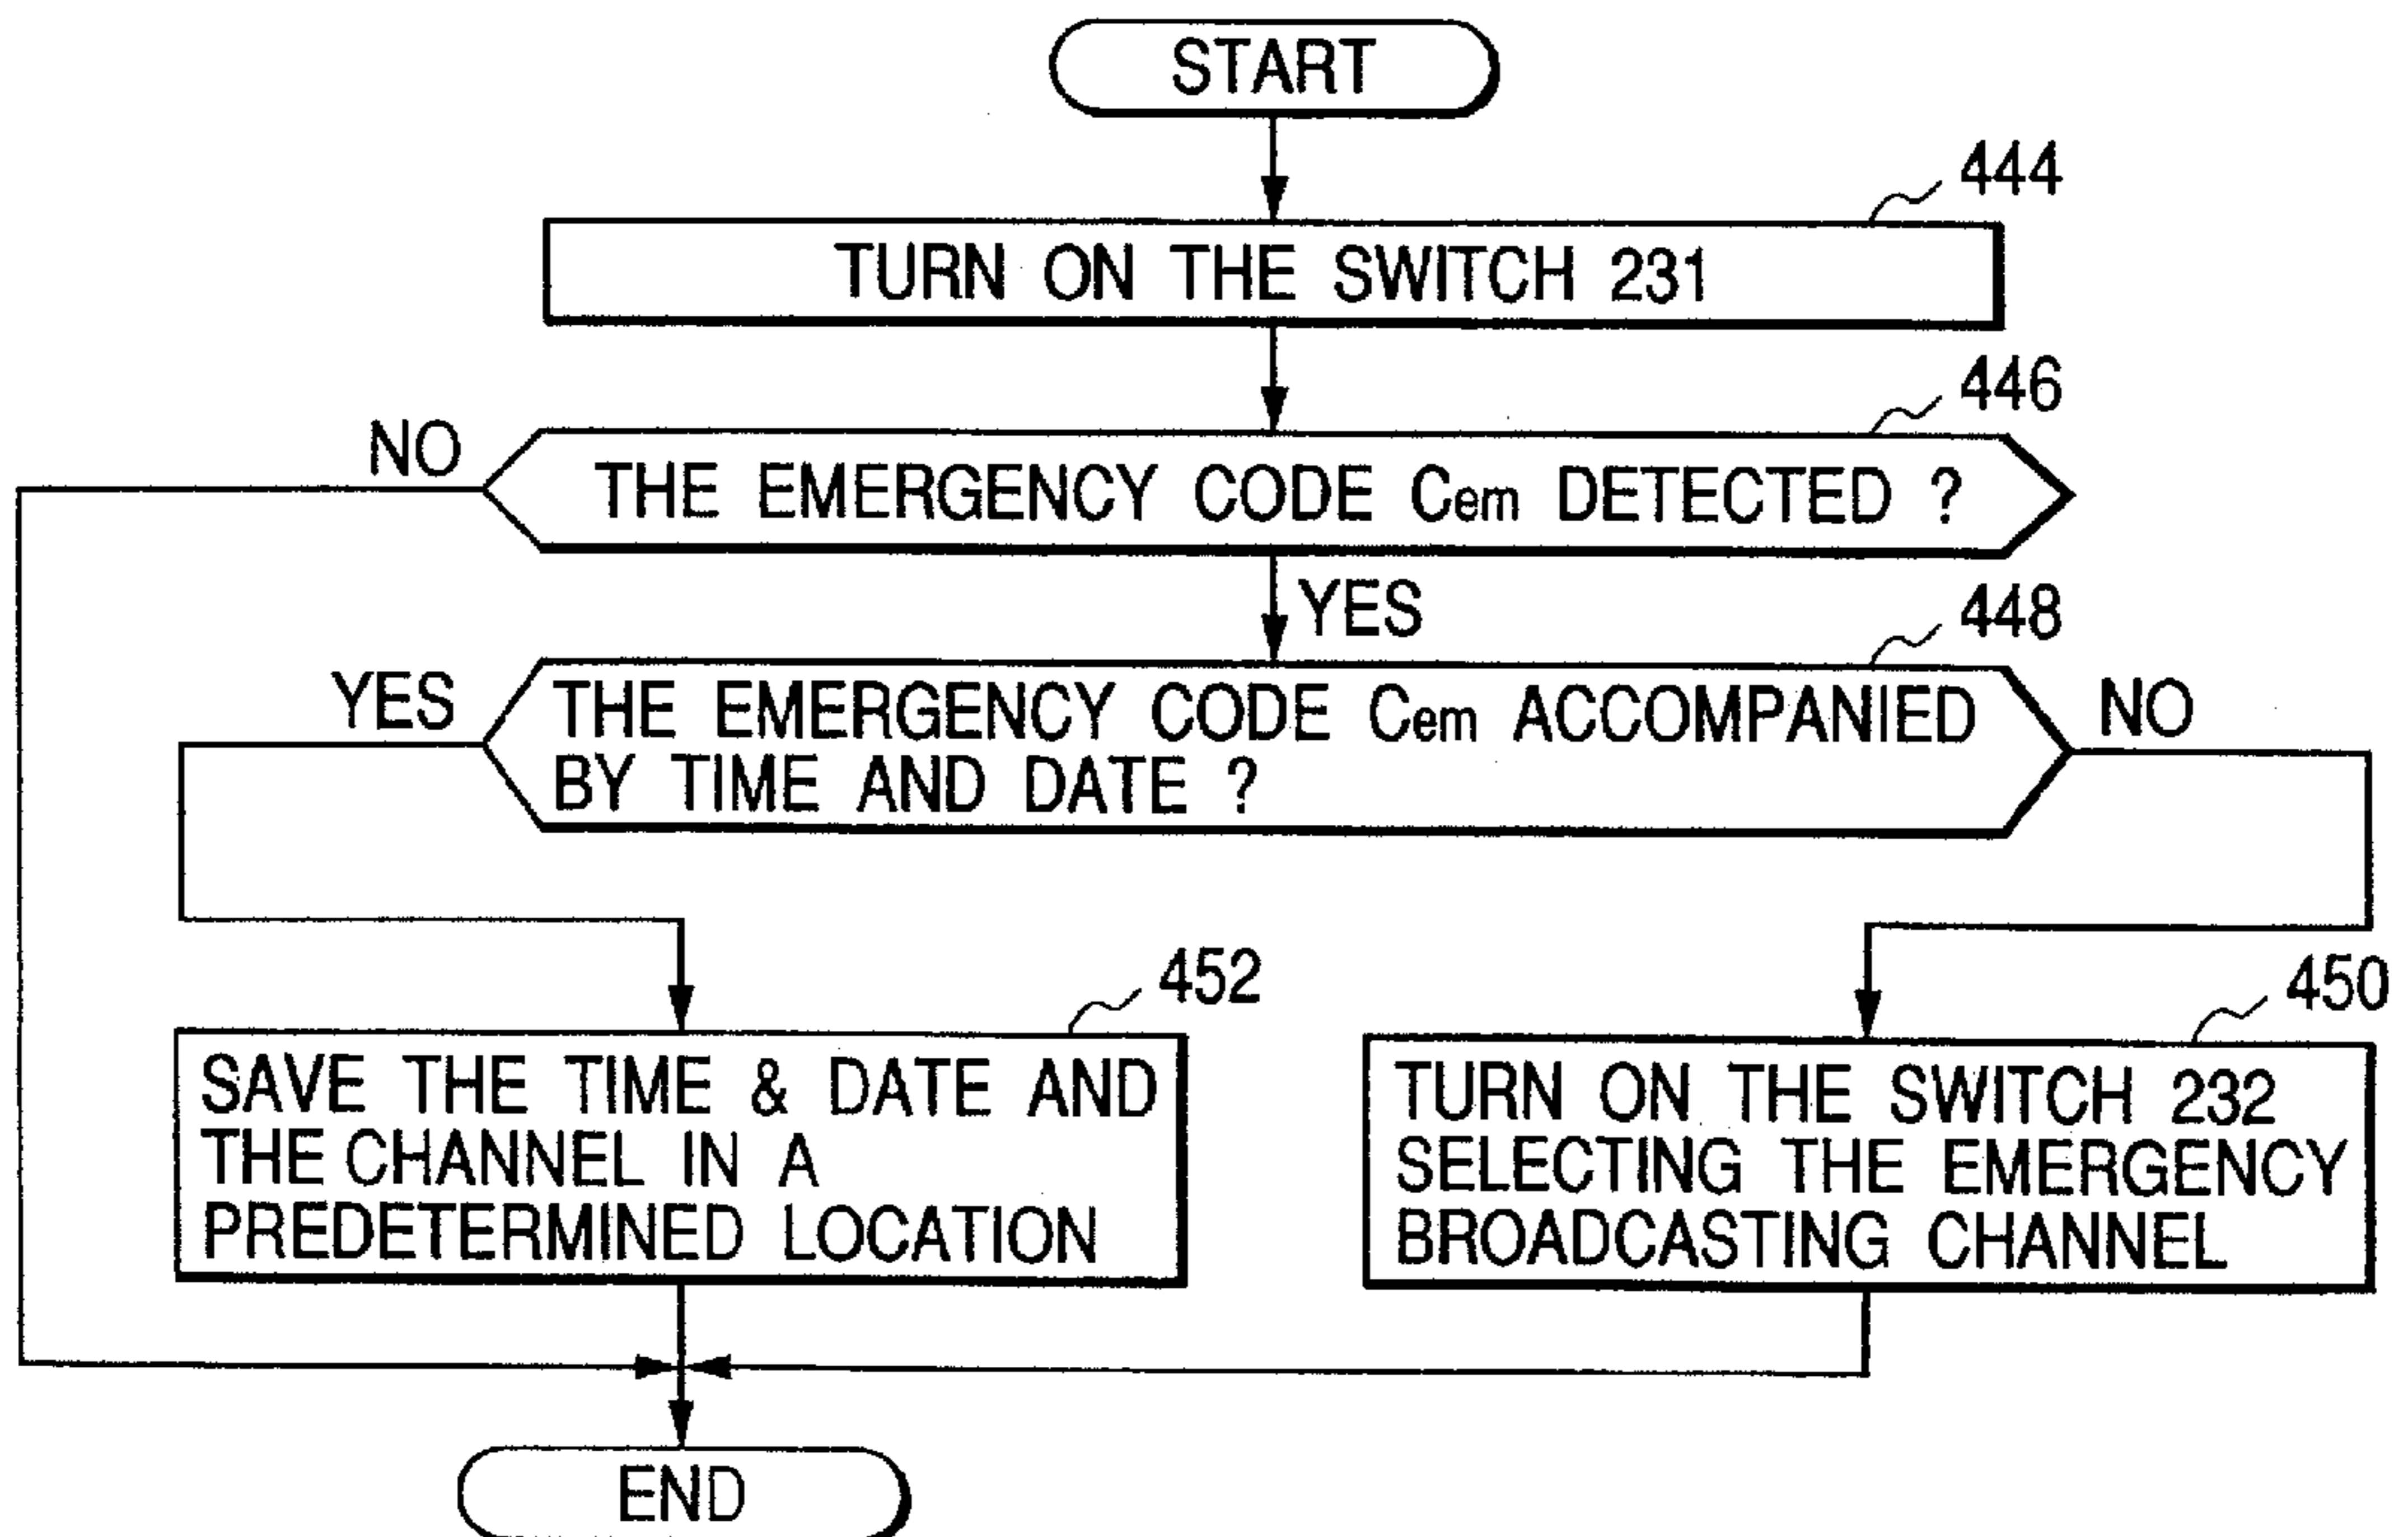 START
444
TURN ON THE SWITCH 231
446
NO
THE EMERGENCY CODE Cem DETECTED ?
YES
448
YES
THE EMERGENCY CODE Cem ACCOMPANIED
BY TIME AND DATE ?
NO
452
SAVE THE TIME & DATE AND
THE CHANNEL IN A
PREDETERMINED LOCATION
450
TURN ON THE SWITCH 232
SELECTING THE EMERGENCY
BROADCASTING CHANNEL
END